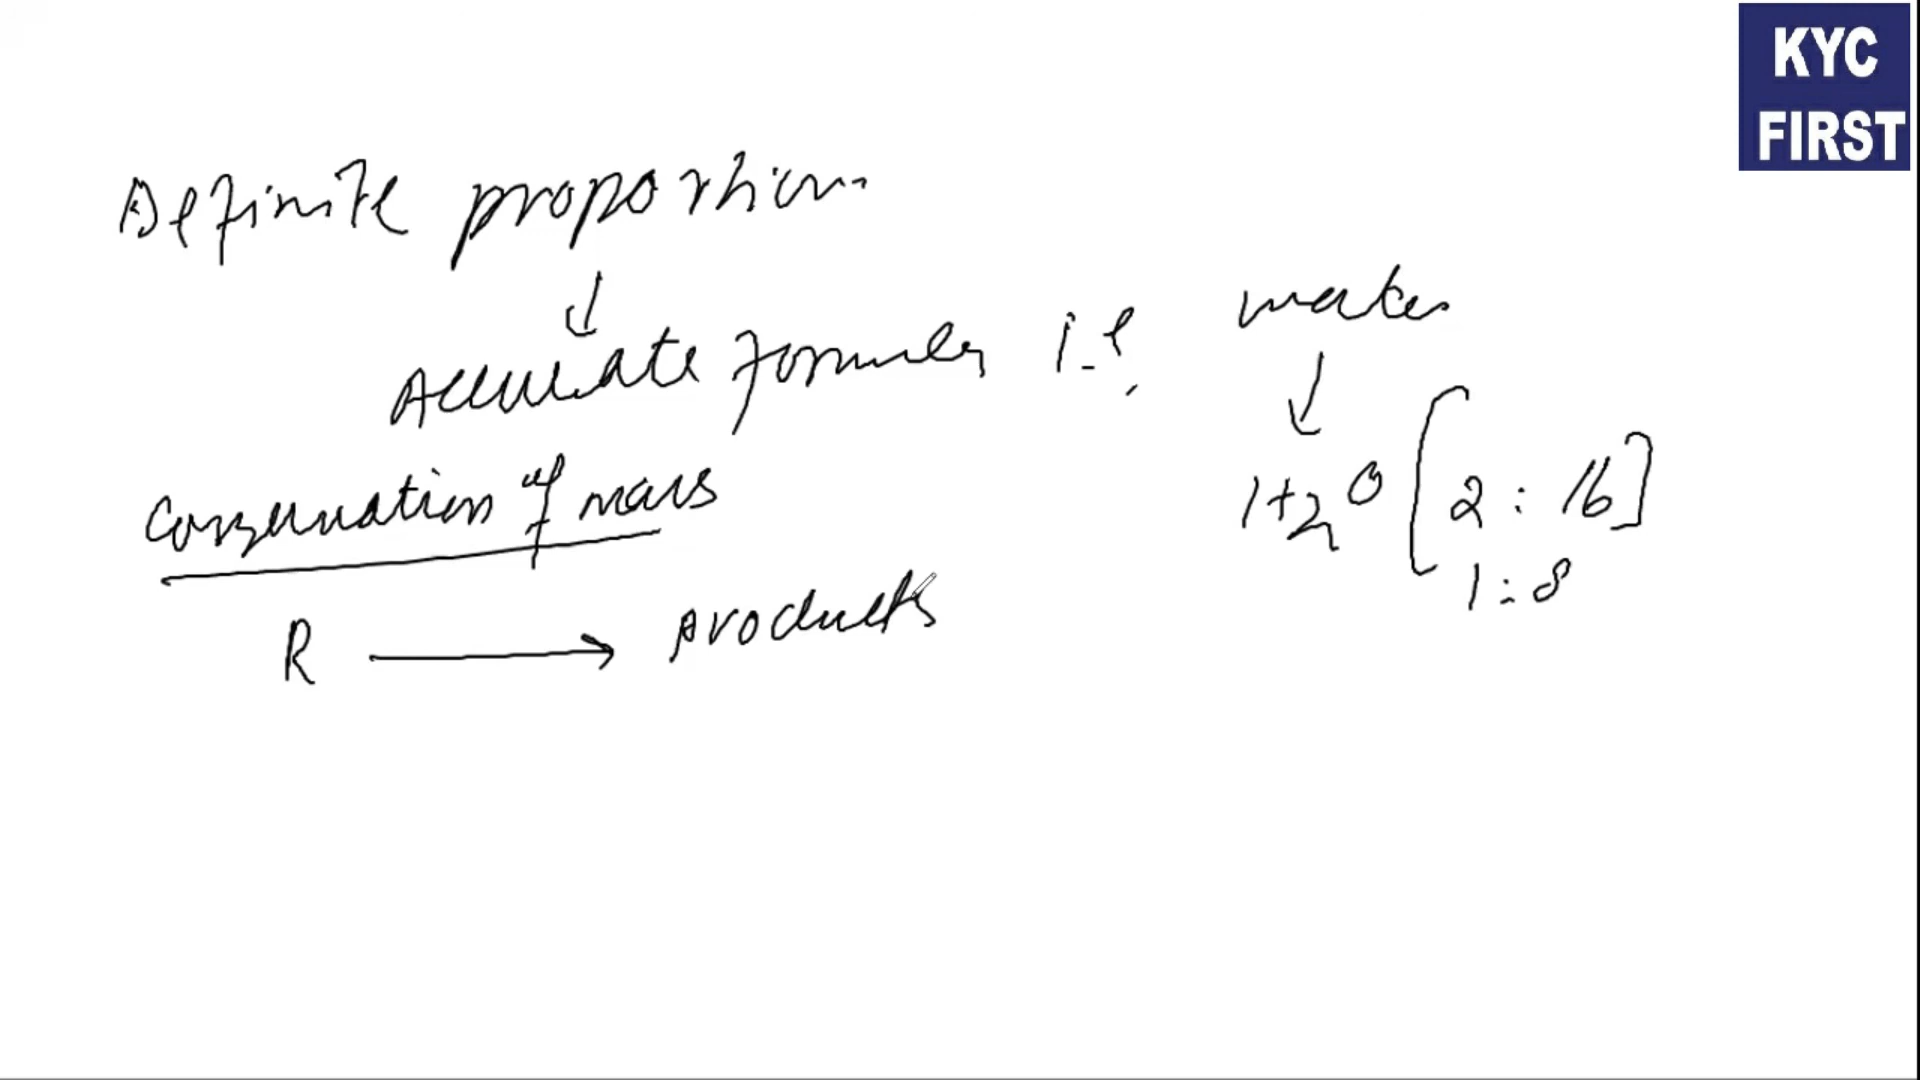 KYC
FIRST
Definite proportion
↓
Accurate formula i.e, water
↓
H2O [2 : 16]
1 : 8
Conservation of mass
R → products